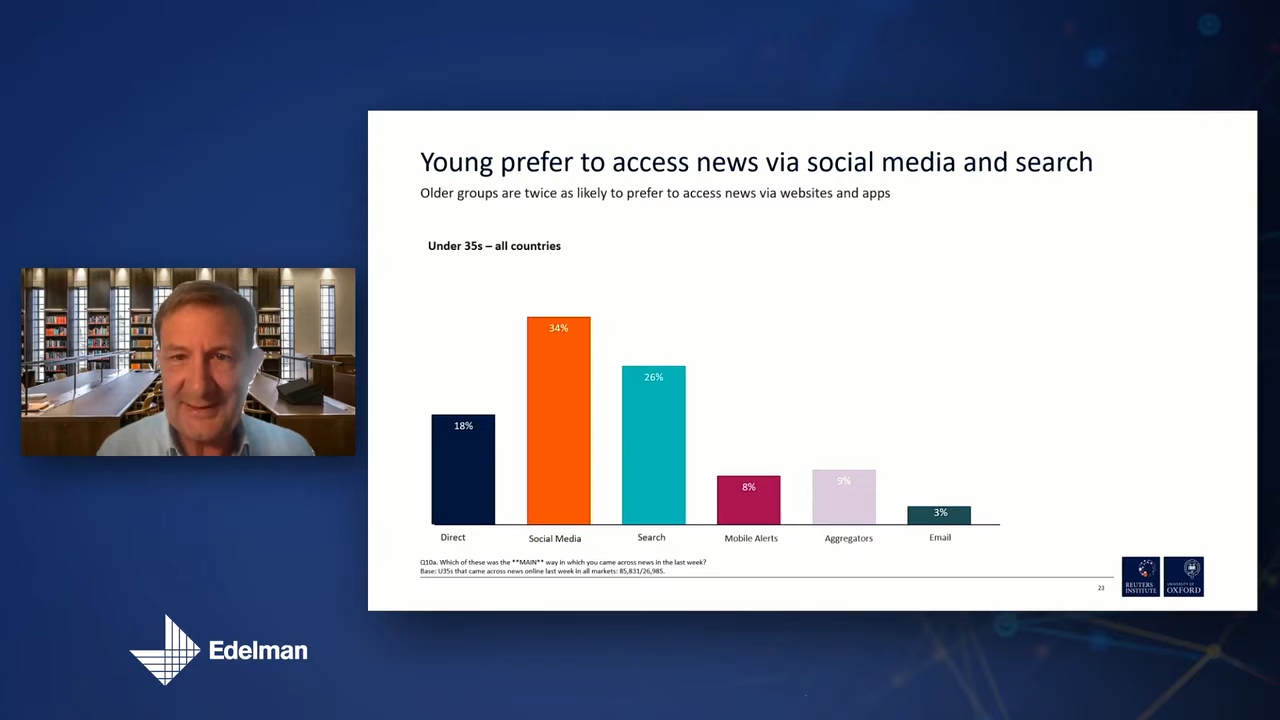 Young prefer to access news via social media and search
Older groups are twice as likely to prefer to access news via websites and apps
Under 35s – all countries
34%
26%
18%
8%
9%
3%
Direct
Social Media
Search
Mobile Alerts
Aggregators
Email
Q10a. Which of these was the **MAIN** way in which you came across news in the last week?
Base: U35s that came across news online last week in all markets: 85,831/26,985.
23
REUTERS
INSTITUTE
UNIVERSITY OF
OXFORD
Edelman